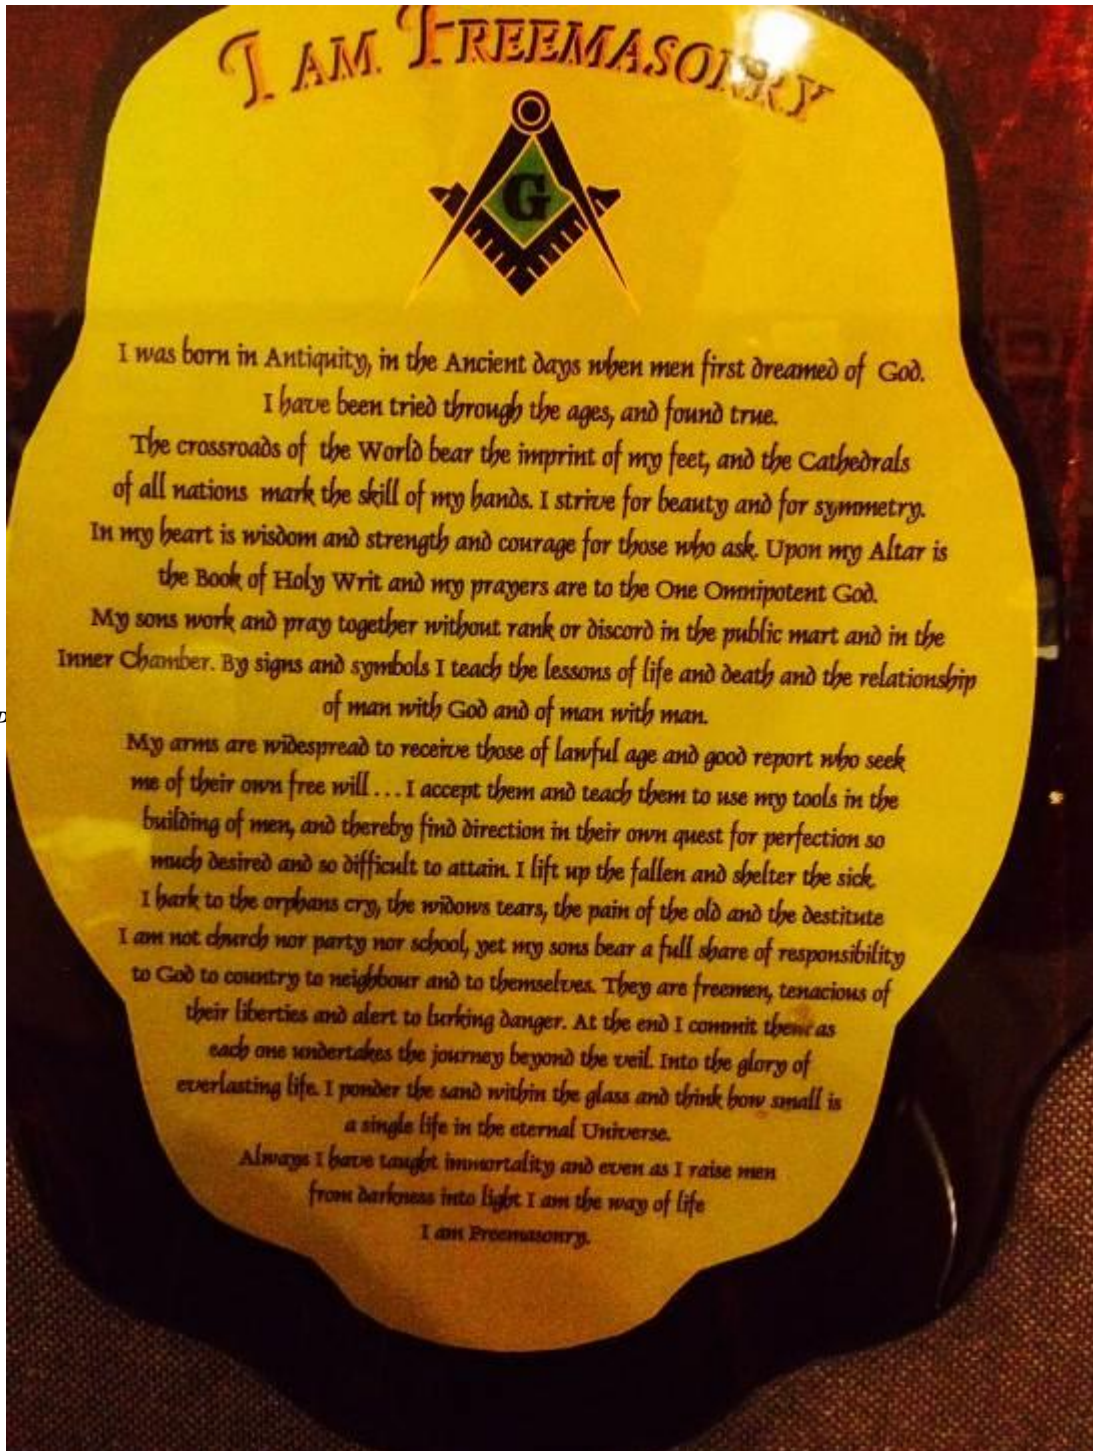 I AM FREEMASONRY
G
I was born in Antiquity, in the Ancient days when men first dreamed of God.
I have been tried through the ages, and found true.
The crossroads of the World bear the imprint of my feet, and the Cathedrals
of all nations mark the skill of my hands. I strive for beauty and for symmetry.
In my heart is wisdom and strength and courage for those who ask. Upon my Altar is
the Book of Holy Writ and my prayers are to the One Omnipotent God.
My sons work and pray together without rank or discord in the public mart and in the
Inner Chamber. By signs and symbols I teach the lessons of life and death and the relationship
of man with God and of man with man.
My arms are widespread to receive those of lawful age and good report who seek
me of their own free will ... I accept them and teach them to use my tools in the
building of men, and thereby find direction in their own quest for perfection so
much desired and so difficult to attain. I lift up the fallen and shelter the sick.
I hark to the orphans cry, the widows tears, the pain of the old and the destitute
I am not church nor party nor school, yet my sons bear a full share of responsibility
to God to country to neighbour and to themselves. They are freemen, tenacious of
their liberties and alert to lurking danger. At the end I commit them as
each one undertakes the journey beyond the veil. Into the glory of
everlasting life. I ponder the sand within the glass and think how small is
a single life in the eternal Universe.
Always I have taught immortality and even as I raise men
from darkness into light I am the way of life
I am Freemasonry.